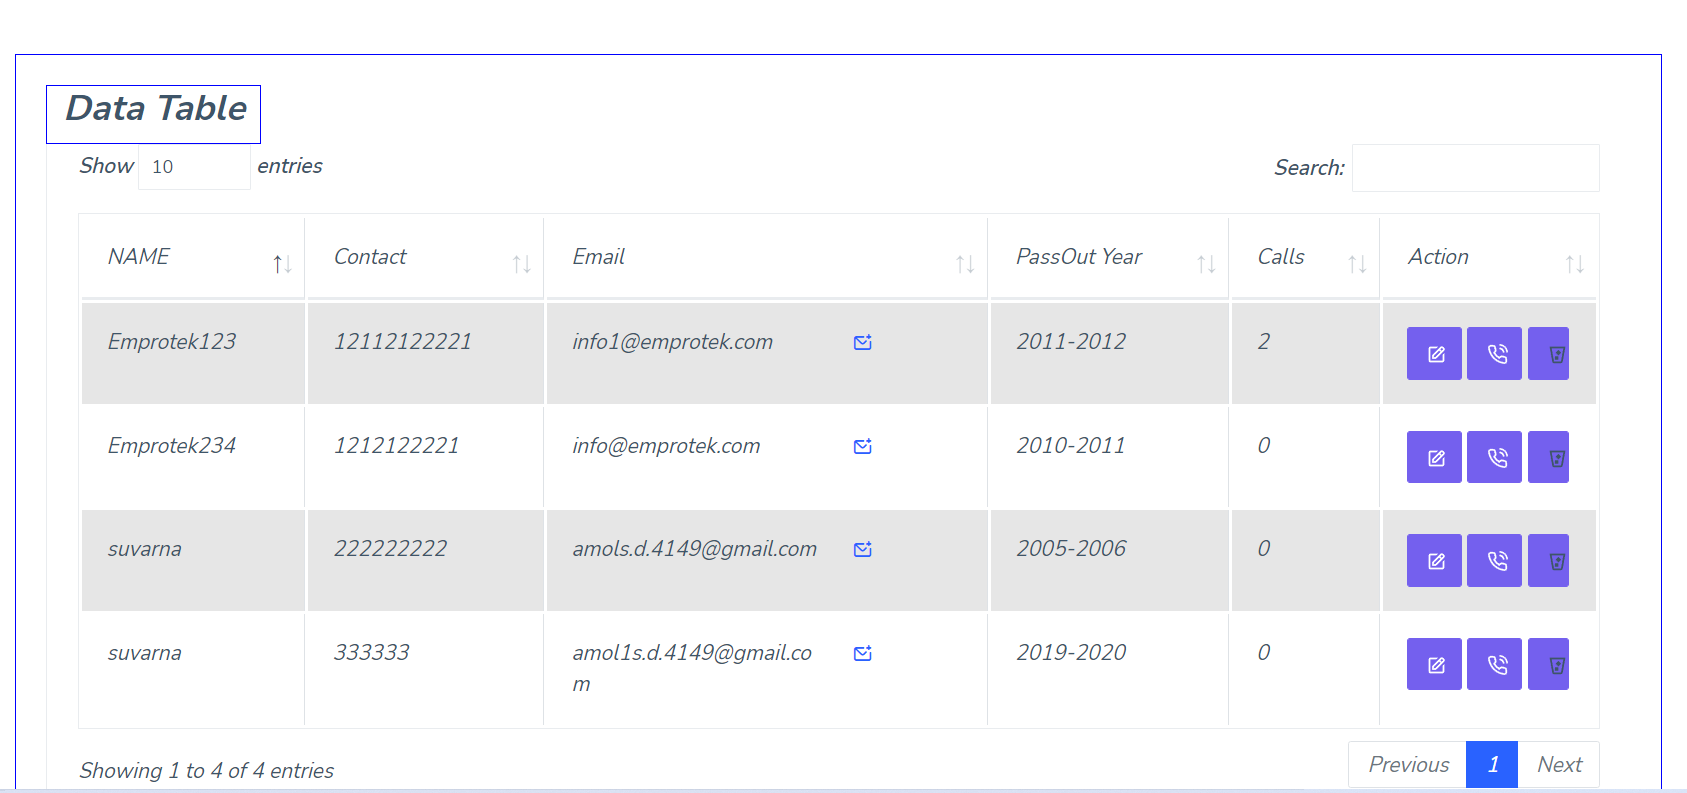 Data Table
Show 10 entries
Search:
NAME Contact Email PassOut Year Calls Action
Emprotek123 12112122221 info1@emprotek.com 2011-2012 2
Emprotek234 1212122221 info@emprotek.com 2010-2011 0
suvarna 222222222 amols.d.4149@gmail.com 2005-2006 0
suvarna 333333 amol1s.d.4149@gmail.co 2019-2020 0
m
Showing 1 to 4 of 4 entries
Previous 1 Next